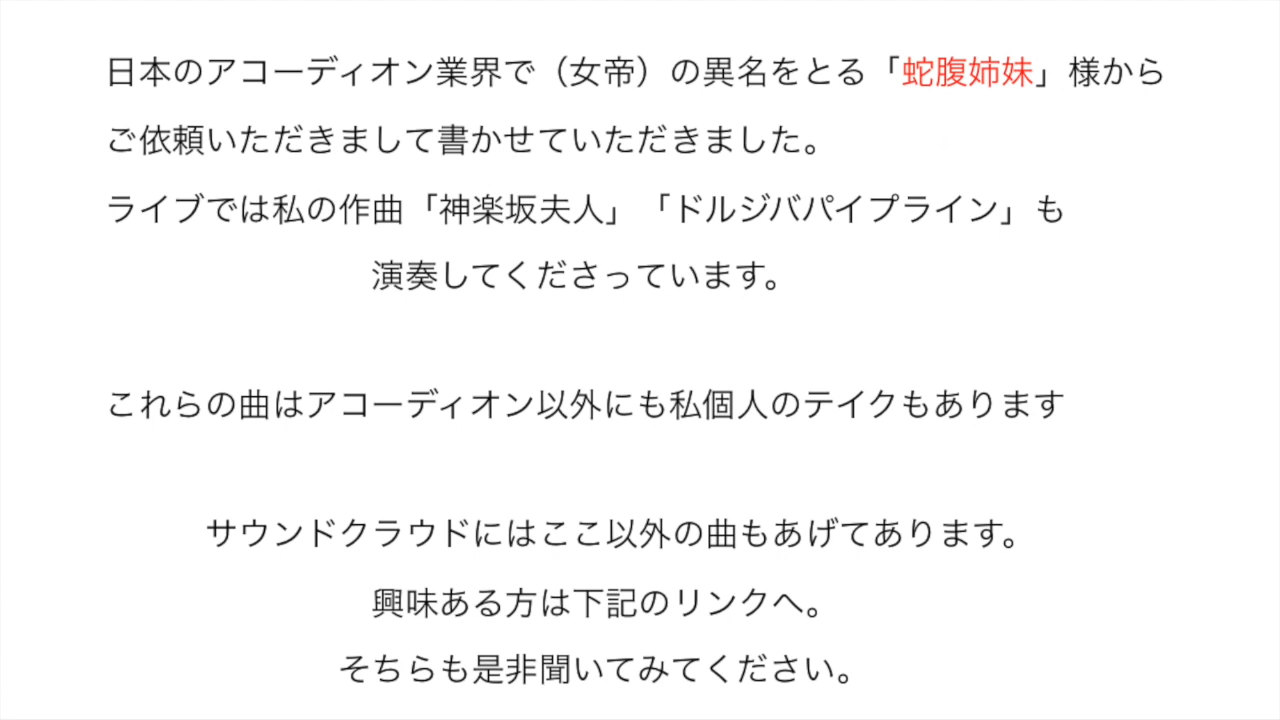 日本のアコーディオン業界で（女帝）の異名をとる「蛇腹姉妹」様から
ご依頼いただきまして書かせていただきました。
ライブでは私の作曲「神楽坂夫人」「ドルジバパイプライン」も
演奏してくださっています。
これらの曲はアコーディオン以外にも私個人のテイクもあります
サウンドクラウドにはここ以外の曲もあげてあります。
興味ある方は下記のリンクへ。
そちらも是非聞いてみてください。